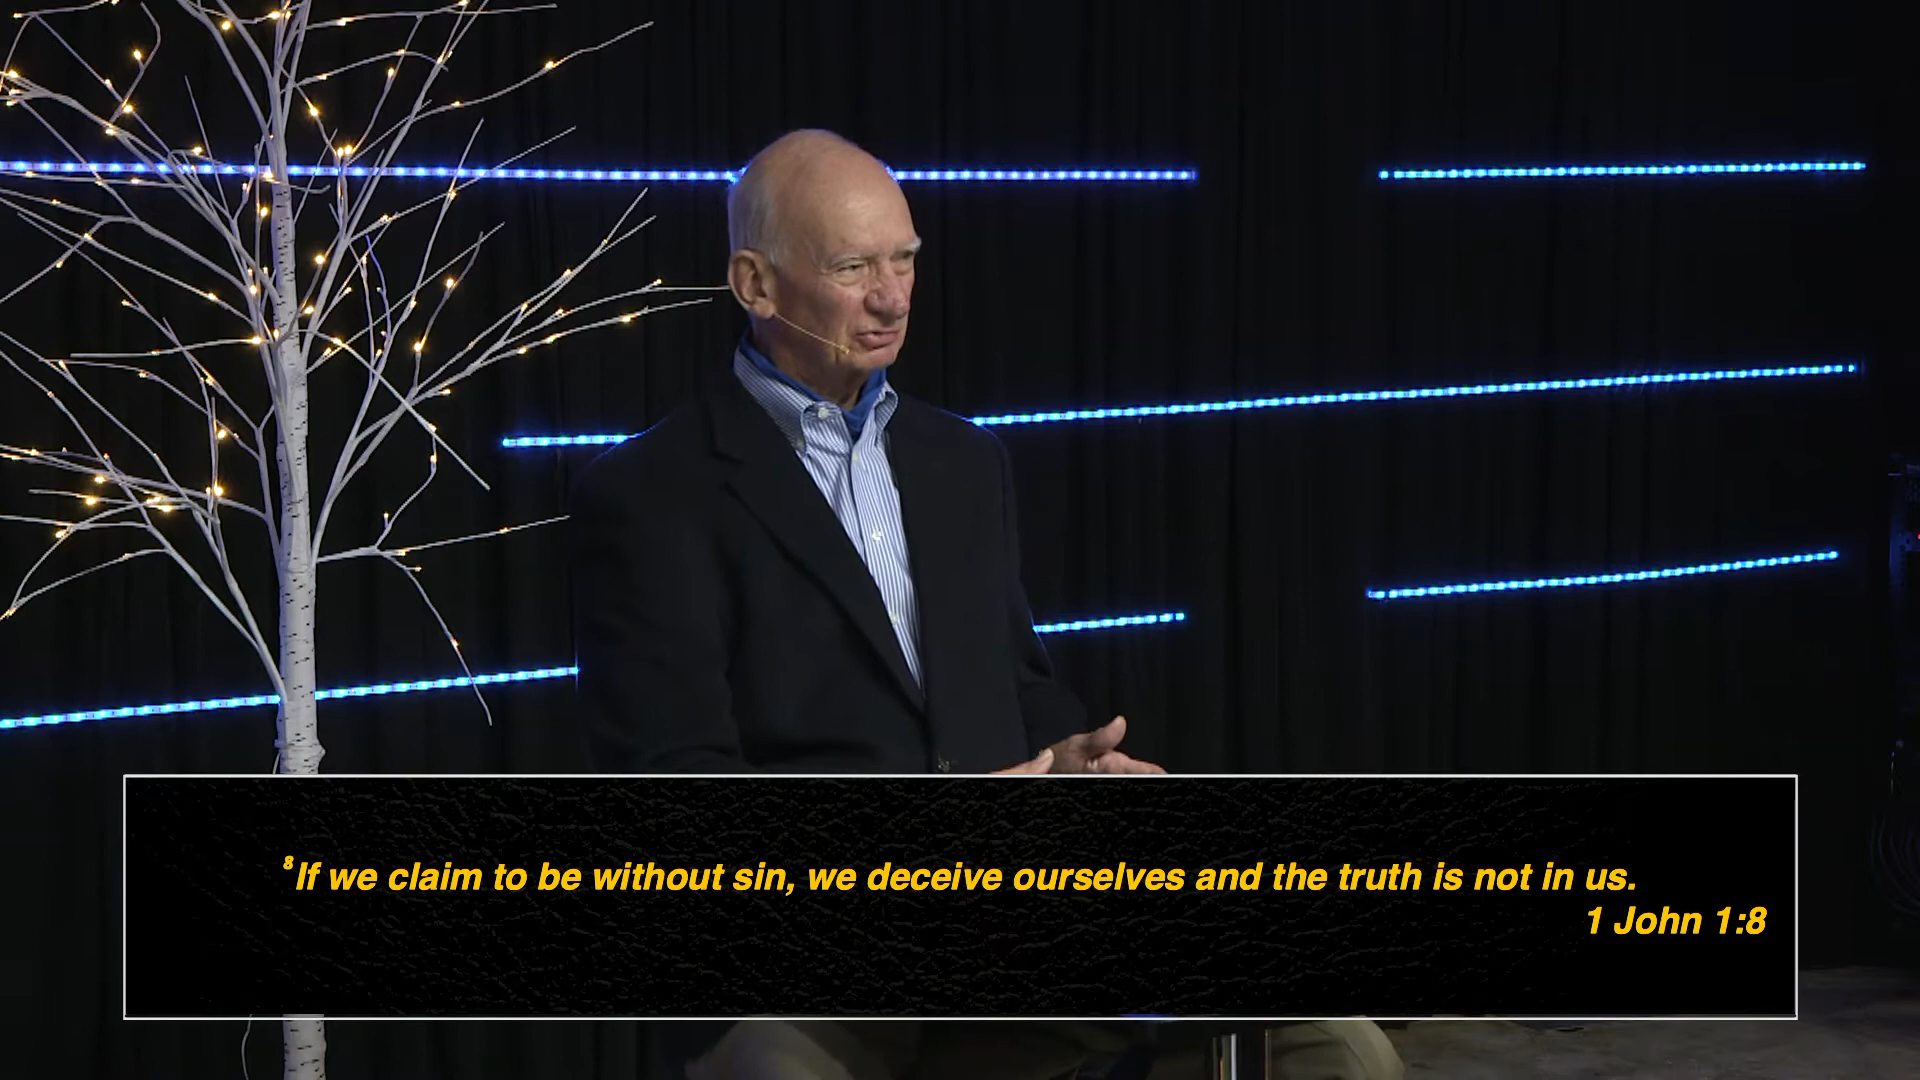 ⁸If we claim to be without sin, we deceive ourselves and the truth is not in us.
1 John 1:8